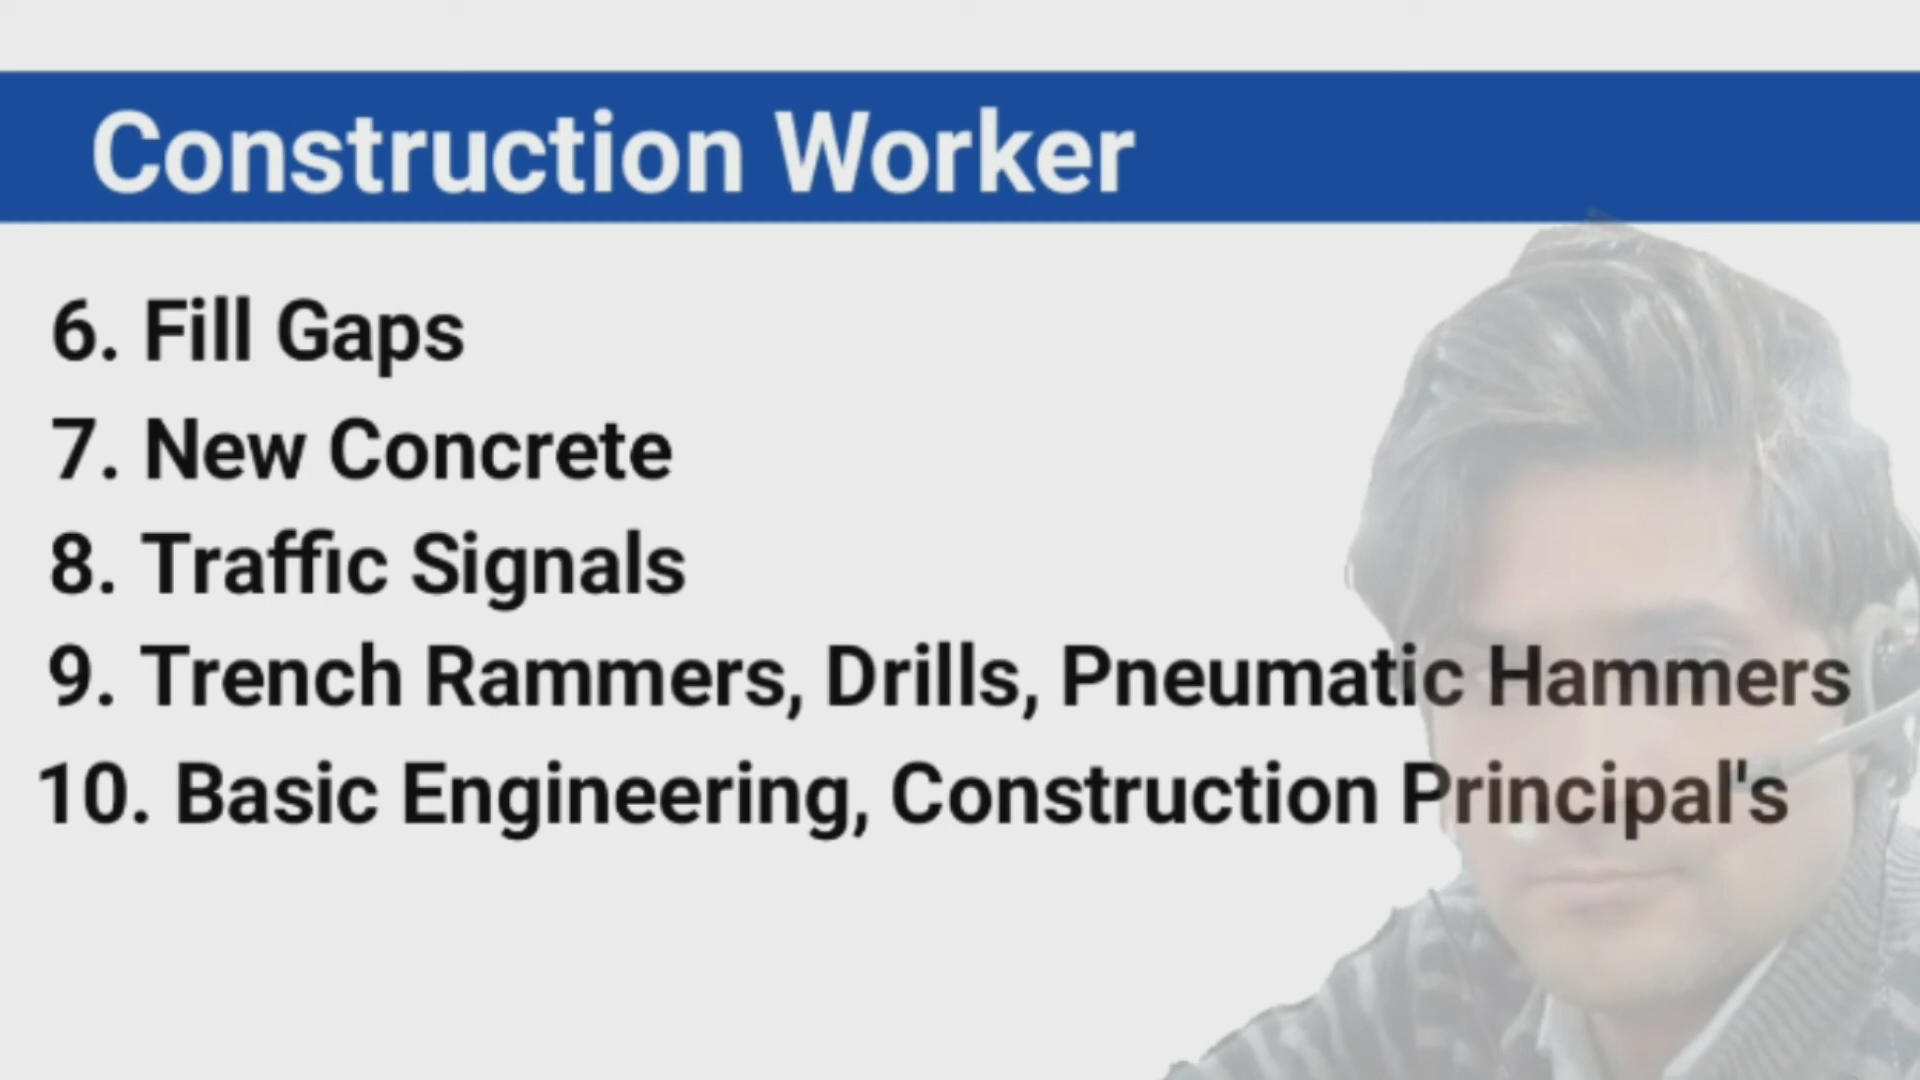 Construction Worker
6. Fill Gaps
7. New Concrete
8. Traffic Signals
9. Trench Rammers, Drills, Pneumatic Hammers
10. Basic Engineering, Construction Principal's